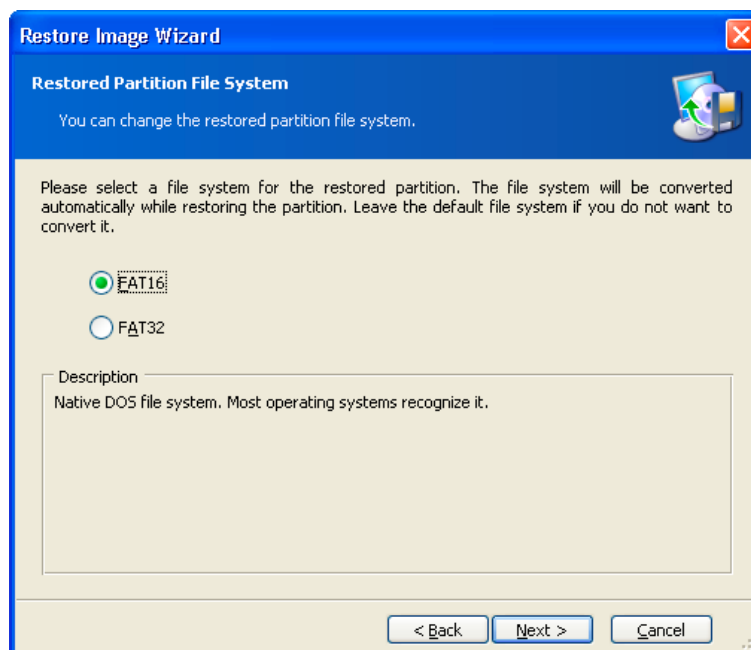 Restore Image Wizard
Restored Partition File System
You can change the restored partition file system.
Please select a file system for the restored partition. The file system will be converted
automatically while restoring the partition. Leave the default file system if you do not want to
convert it.
FAT16
FAT32
Description
Native DOS file system. Most operating systems recognize it.
< Back Next > Cancel